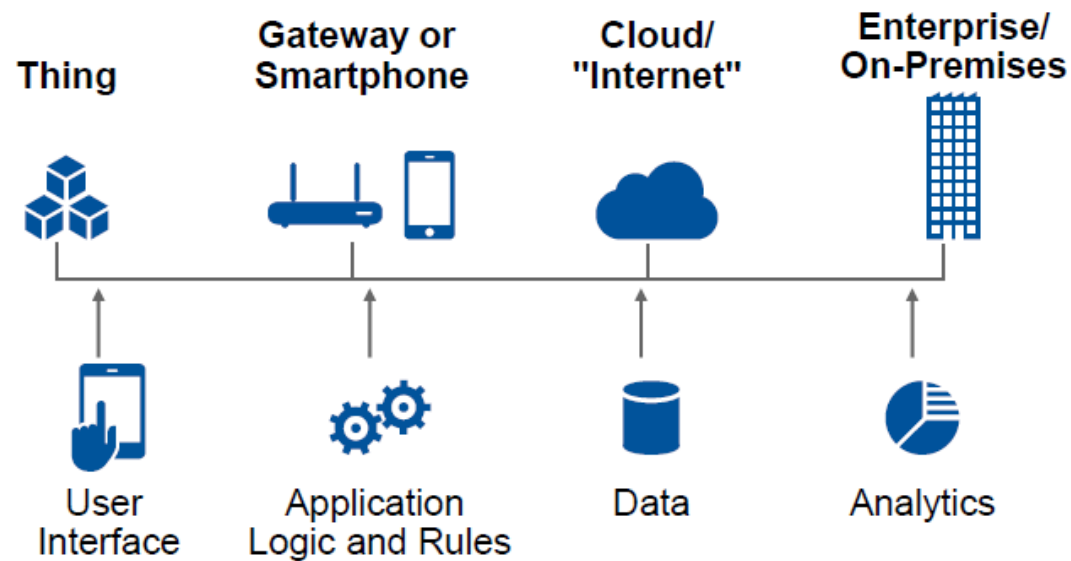 Thing
Gateway or
Smartphone
Cloud/
"Internet"
Enterprise/
On-Premises
User
Interface
Application
Logic and Rules
Data
Analytics